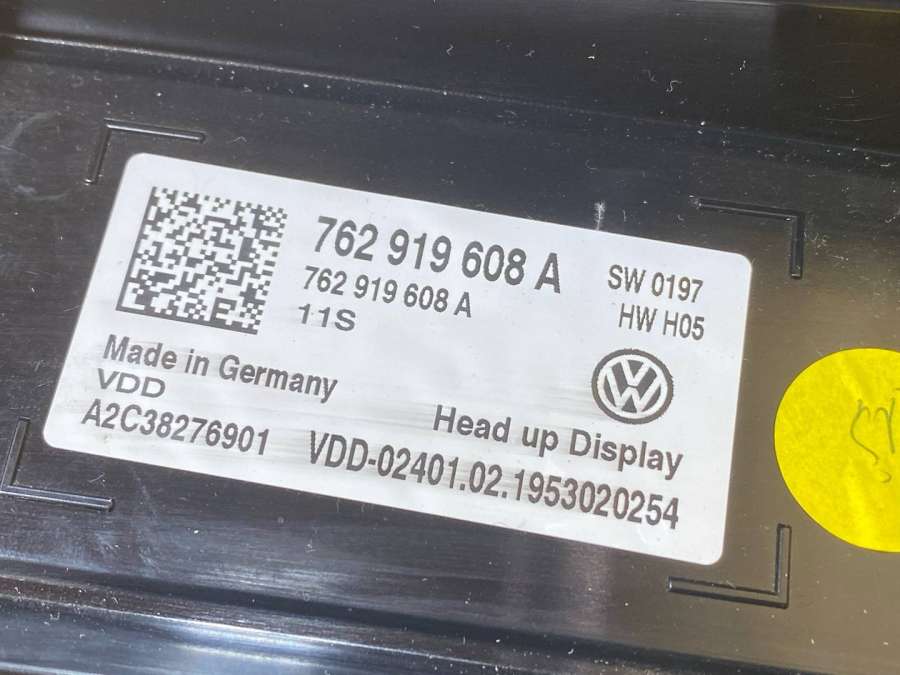 762 919 608 A
762 919 608 A
11S
SW 0197
HW H05
Made in Germany
VDD
A2C38276901
Head up Display
VDD-02401.02.1953020254